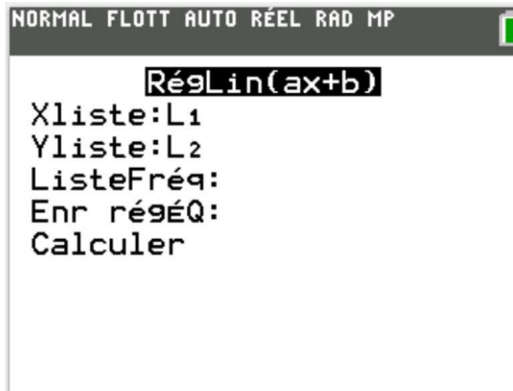 NORMAL FLOTT AUTO RÉEL RAD MP
RégLin(ax+b)
Xliste:L₁
Yliste:L₂
ListeFréq:
Enr régÉQ:
Calculer